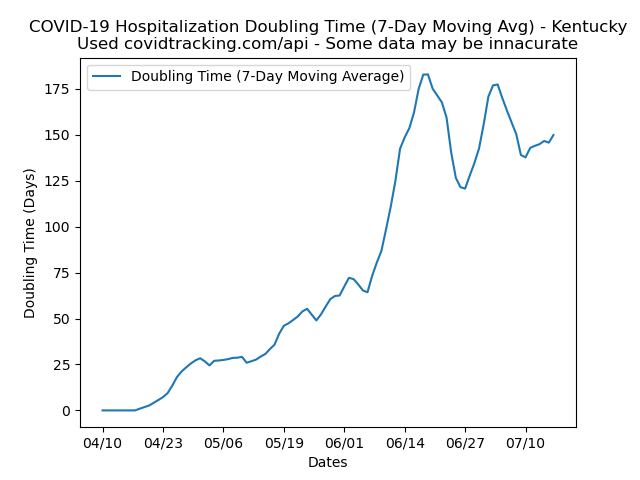 COVID-19 Hospitalization Doubling Time (7-Day Moving Avg) - Kentucky
Used covidtracking.com/api - Some data may be innacurate
Doubling Time (7-Day Moving Average)
Doubling Time (Days)
175
150
125
100
75
50
25
0
04/10 04/23 05/06 05/19 06/01 06/14 06/27 07/10
Dates